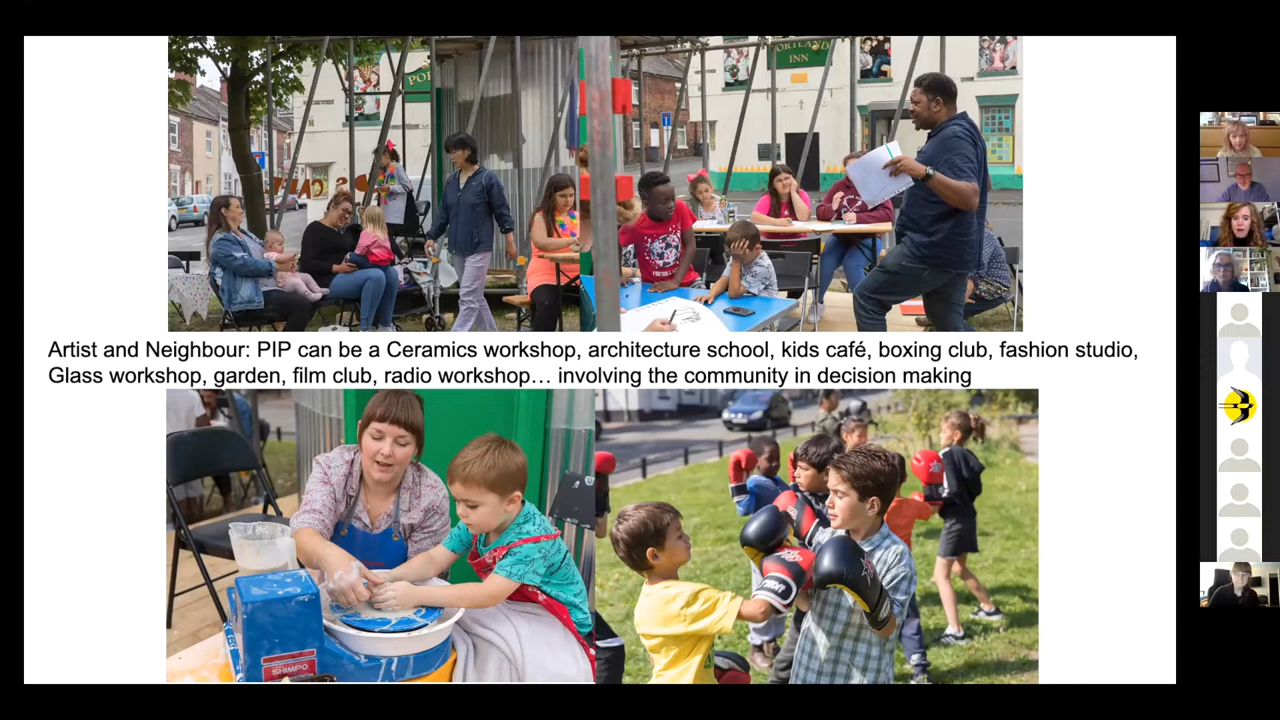 PORTLAND
INN
Artist and Neighbour: PIP can be a Ceramics workshop, architecture school, kids café, boxing club, fashion studio,
Glass workshop, garden, film club, radio workshop… involving the community in decision making
SHIMPO